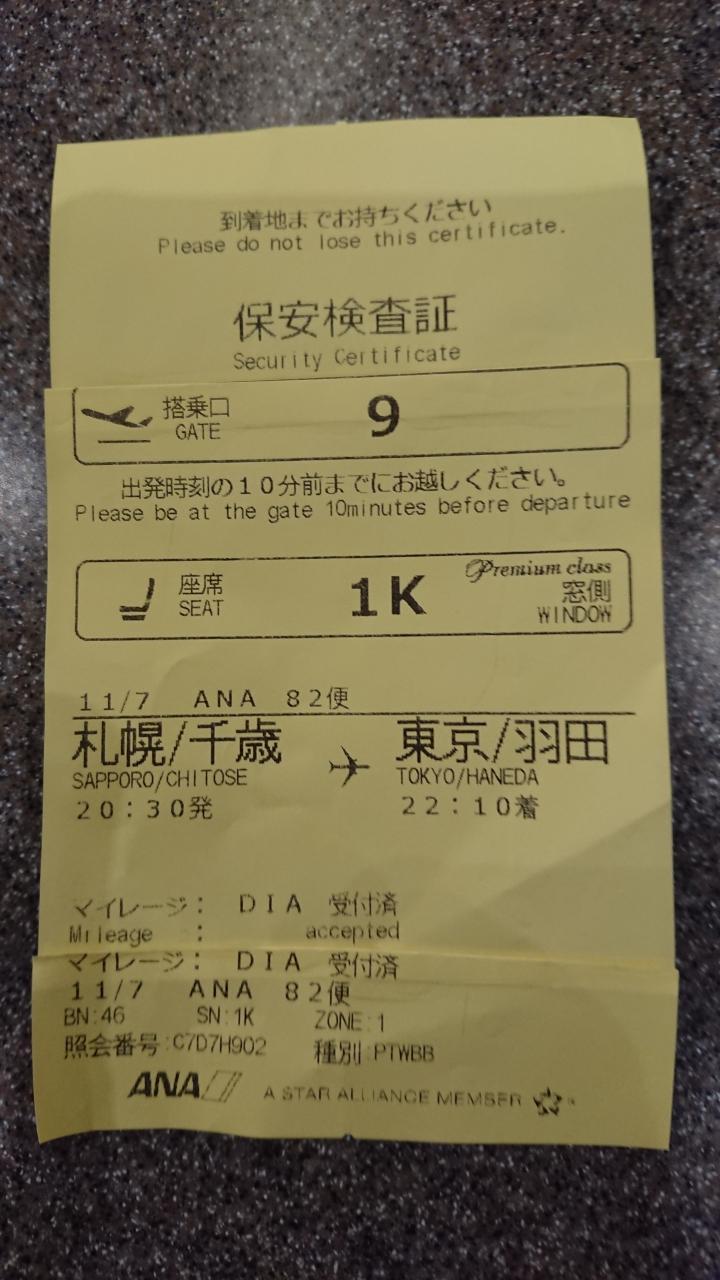 到着地までお持ちください
Please do not lose this certificate.
保安検査証
Security Certificate
搭乗口
GATE
9
出発時刻の10分前までにお越しください。
Please be at the gate 10minutes before departure
座席
SEAT
1K
Premium class
窓側
WINDOW
11/7 ANA 82便
札幌/千歳 東京/羽田
SAPPORO/CHITOSE TOKYO/HANEDA
20:30発 22:10着
マイレージ: DIA 受付済
Mileage : accepted
マイレージ: DIA 受付済
11/7 ANA 82便
BN:46 SN:1K ZONE:1
照会番号:C7D7H902 種別:PTWBB
ANA A STAR ALLIANCE MEMBER